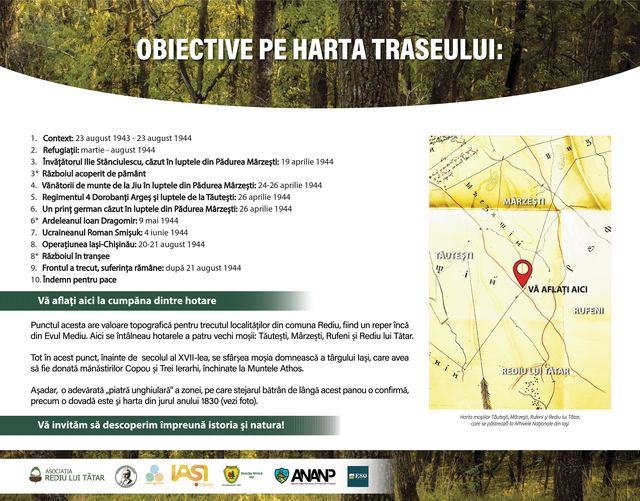 OBIECTIVE PE HARTA TRASEULUI:
1. Context: 23 august 1943 - 23 august 1944
2. Refugiații: martie - august 1944
3. Învățătorul Ilie Stănciulescu, căzut în luptele din Pădurea Mârzești: 19 aprilie 1944
3* Războiul acoperit de pământ
4. Vânătorii de munte de la Jiu în luptele din Pădurea Mârzești: 24-26 aprilie 1944
5. Regimentul 4 Dorobanți Argeș și luptele de la Tăutești: 26 aprilie 1944
6. Un prinț german căzut în luptele din Pădurea Mârzești: 26 aprilie 1944
6* Ardeleanul Ioan Dragomir: 9 mai 1944
7. Ucraineanul Roman Smișuk: 4 iunie 1944
8. Operațiunea Iași-Chișinău: 20-21 august 1944
8* Războiul în tranșee
9. Frontul a trecut, suferința rămâne: după 21 august 1944
10. Îndemn pentru pace
Vă aflați aici la cumpăna dintre hotare
Punctul acesta are valoare topografică pentru trecutul localităților din comuna Rediu, fiind un reper încă
din Evul Mediu. Aici se întâlneau hotarele a patru vechi moșii: Tăutești, Mârzești, Rufeni și Rediu lui Tătar.
Tot în acest punct, înainte de secolul al XVII-lea, se sfârșea moșia domnească a târgului Iași, care avea
să fie donată mănăstirilor Copou și Trei Ierarhi, închinate la Muntele Athos.
Așadar, o adevărată „piatră unghiulară” a zonei, pe care stejarul bătrân de lângă acest panou o confirmă,
precum o dovadă este și harta din jurul anului 1830 (vezi foto).
Vă invităm să descoperim împreună istoria și natura!
MÂRZEȘTI
TĂUTEȘTI
VĂ AFLAȚI AICI
RUFENI
REDIU LUI TĂTAR
Harta moșiilor Tăutești, Mârzești, Rufeni și Rediu lui Tătar,
care se păstrează la Arhivele Naționale din Iași
ASOCIAȚIA
REDIU LUI TĂTAR
IAȘI
Direcția Silvică
Iași
ANANP
ESO